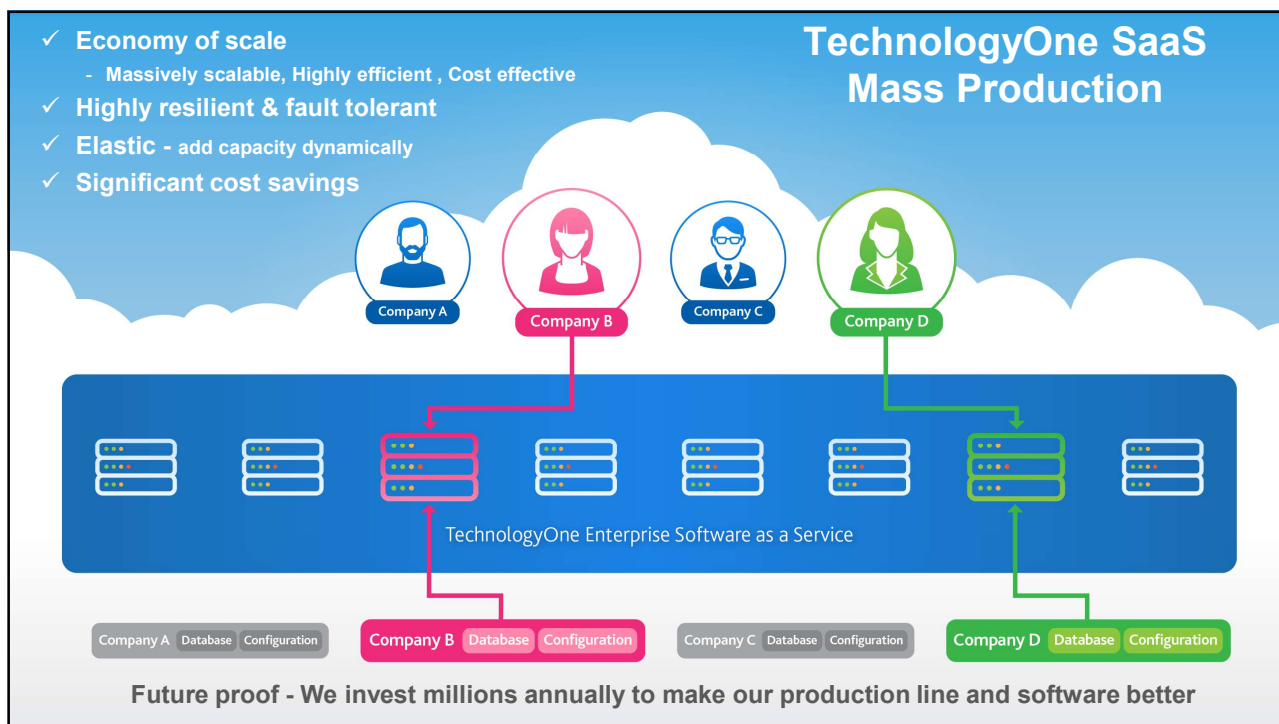 ✓ Economy of scale
- Massively scalable, Highly efficient , Cost effective
✓ Highly resilient & fault tolerant
✓ Elastic - add capacity dynamically
✓ Significant cost savings
TechnologyOne SaaS
Mass Production
Company A
Company B
Company C
Company D
TechnologyOne Enterprise Software as a Service
Company A Database Configuration
Company B Database Configuration
Company C Database Configuration
Company D Database Configuration
Future proof - We invest millions annually to make our production line and software better